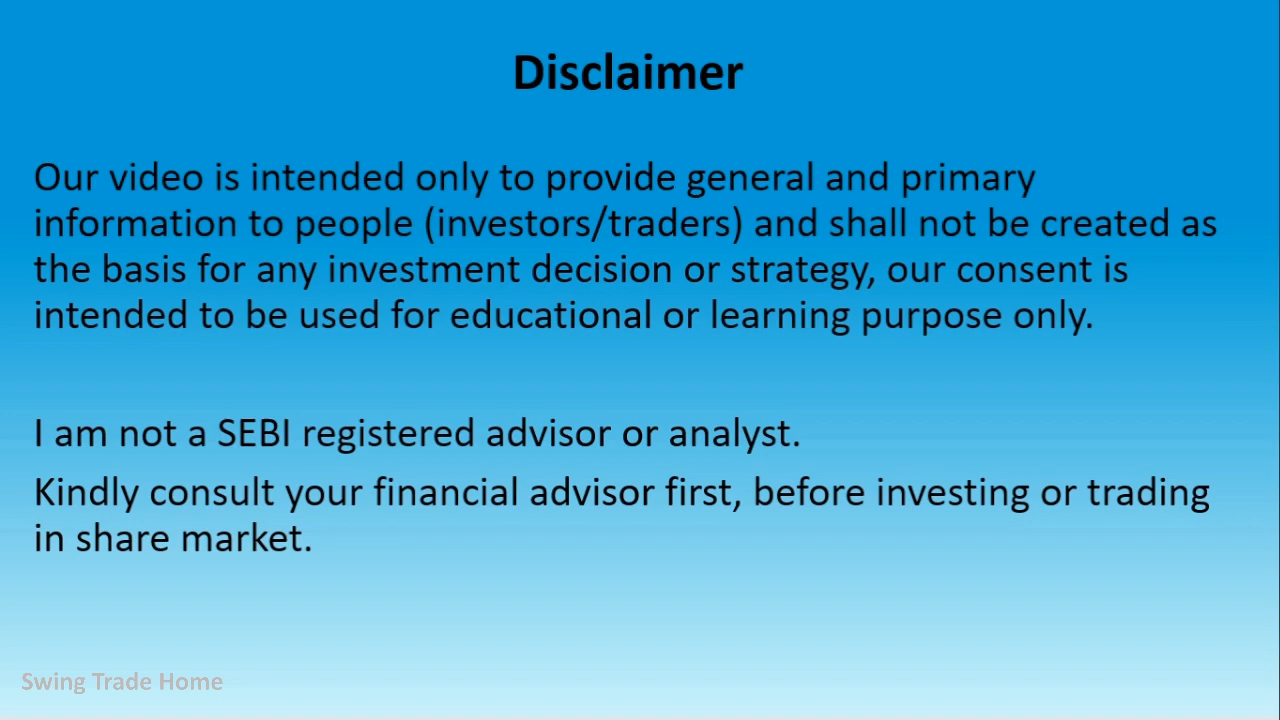 Disclaimer
Our video is intended only to provide general and primary
information to people (investors/traders) and shall not be created as
the basis for any investment decision or strategy, our consent is
intended to be used for educational or learning purpose only.
I am not a SEBI registered advisor or analyst.
Kindly consult your financial advisor first, before investing or trading
in share market.
Swing Trade Home